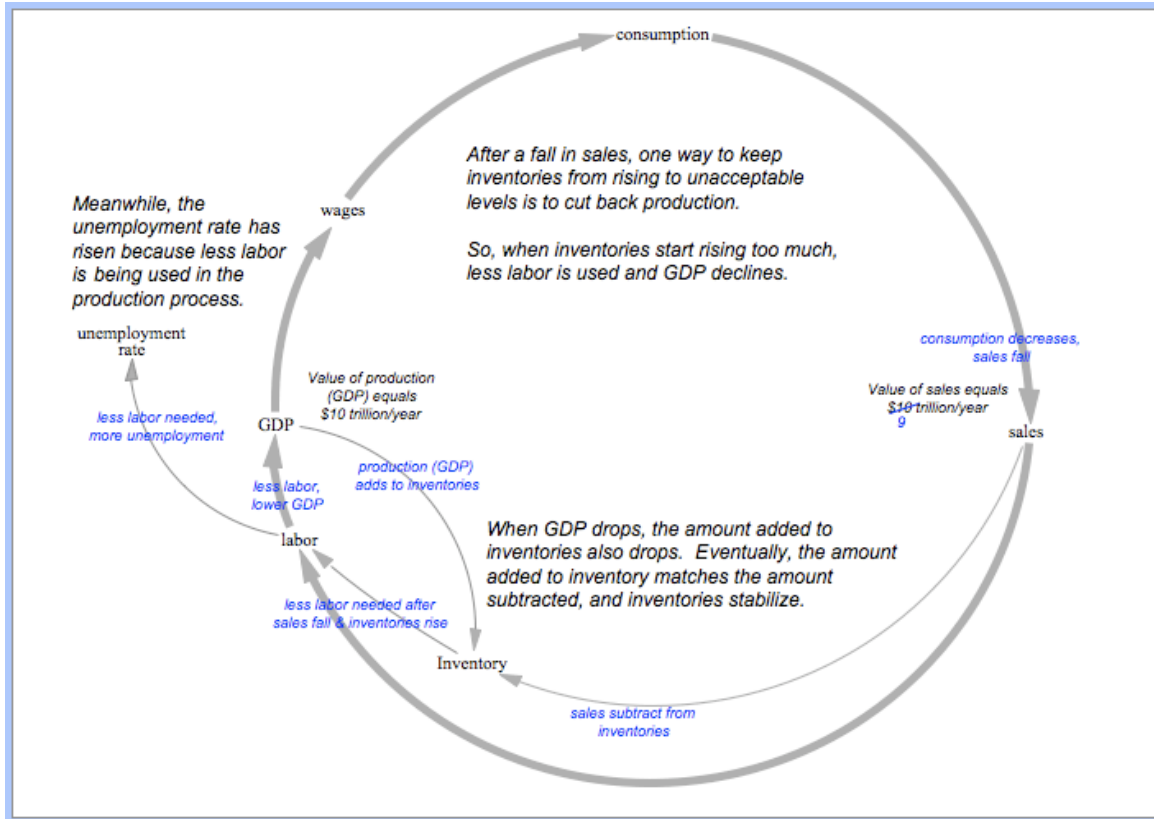 consumption
After a fall in sales, one way to keep
inventories from rising to unacceptable
levels is to cut back production.
So, when inventories start rising too much,
less labor is used and GDP declines.
wages
Meanwhile, the
unemployment rate has
risen because less labor
is being used in the
production process.
unemployment
rate
consumption decreases,
sales fall
Value of production
(GDP) equals
$10 trillion/year
Value of sales equals
$10 trillion/year
9
less labor needed,
more unemployment
GDP
sales
production (GDP)
adds to inventories
less labor,
lower GDP
When GDP drops, the amount added to
inventories also drops.  Eventually, the amount
added to inventory matches the amount
subtracted, and inventories stabilize.
labor
less labor needed after
sales fall & inventories rise
Inventory
sales subtract from
inventories